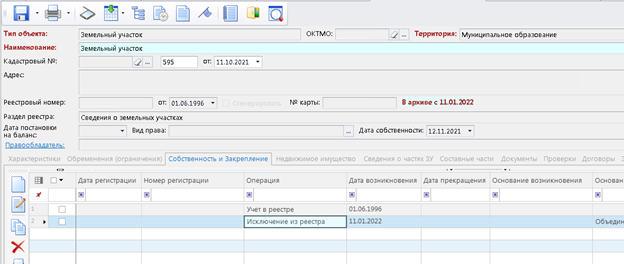 Тип объекта: Земельный участок ОКТМО: ... Территория: Муниципальное образование
Наименование: Земельный участок
Кадастровый №: ... 595 от: 11.10.2021
Адрес:
Реестровый номер: от: 01.06.1996 Сгенерировать № карты: В архиве с 11.01.2022
Раздел реестра: Сведения о земельных участках
Дата постановки
на баланс: Вид права: ... Дата собственности: 12.11.2021
Правообладатель:
Характеристики Обременения (ограничения) Собственность и Закрепление Недвижимое имущество Сведения о частях ЗУ Составные части Документы Проверки Договоры
Дата регистрации Номер регистрации Операция Дата возникновения Дата прекращения Основание возникновения Основан
1 Учет в реестре 01.06.1996
2 Исключение из реестра 11.01.2022 Объедин